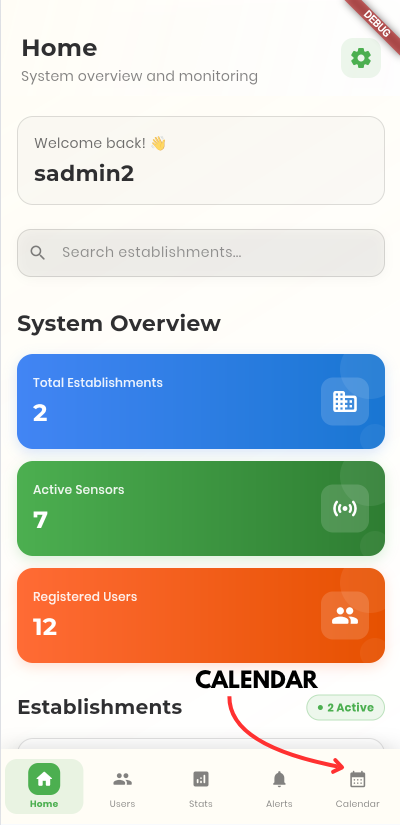 DEBUG
Home
System overview and monitoring
Welcome back! 👋
sadmin2
Search establishments...
System Overview
Total Establishments
2
Active Sensors
7
Registered Users
12
CALENDAR
Establishments
2 Active
Home Users Stats Alerts Calendar